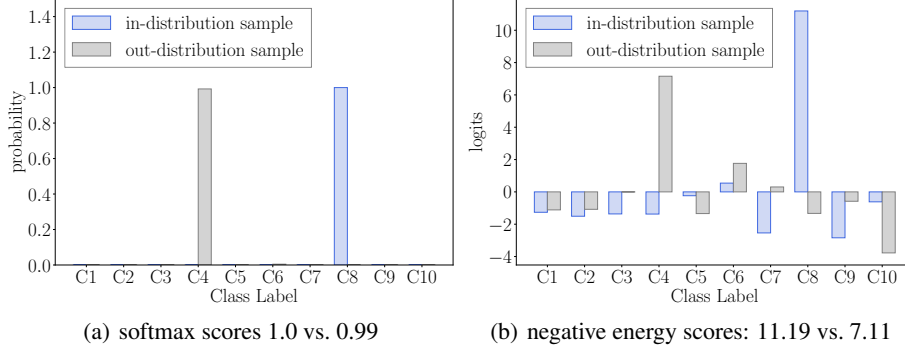 1.4
1.2
1.0
0.8
0.6
0.4
0.2
0.0
probability
in-distribution sample
out-distribution sample
C1 C2 C3 C4 C5 C6 C7 C8 C9 C10
Class Label
(a) softmax scores 1.0 vs. 0.99
10
8
6
4
2
0
−2
−4
logits
in-distribution sample
out-distribution sample
C1 C2 C3 C4 C5 C6 C7 C8 C9 C10
Class Label
(b) negative energy scores: 11.19 vs. 7.11